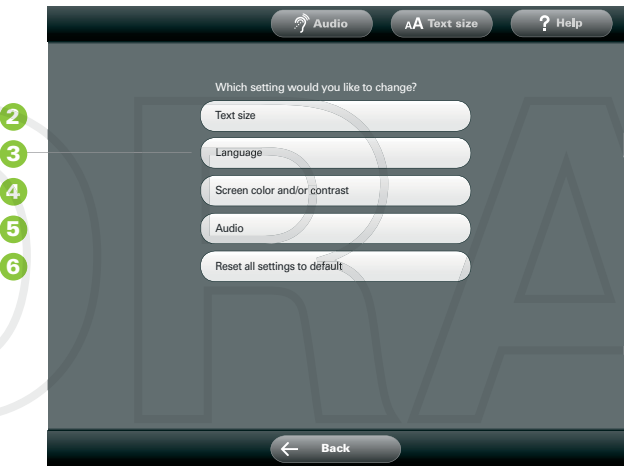 Audio
AA Text size
? Help
Which setting would you like to change?
2 Text size
3 Language
4 Screen color and/or contrast
5 Audio
6 Reset all settings to default
Back